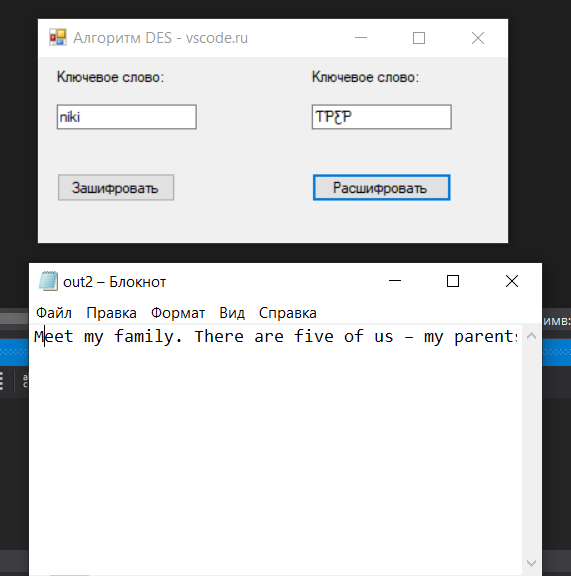 Алгоритм DES - vscode.ru
Ключевое слово:
Ключевое слово:
niki
Зашифровать
Расшифровать
out2 – Блокнот
Файл Правка Формат Вид Справка
имв:
Meet my family. There are five of us – my parents